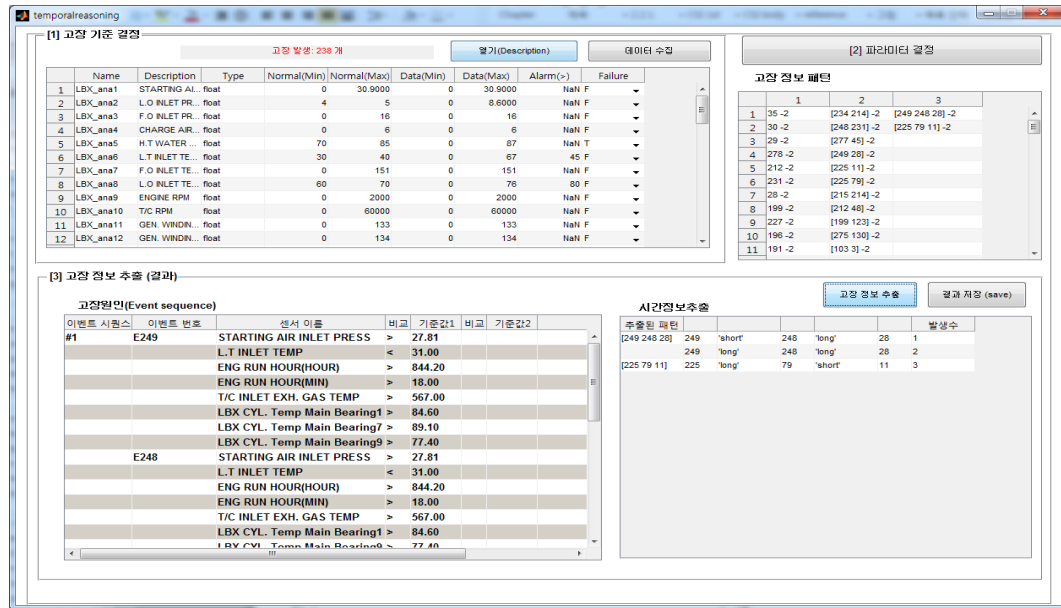 temporalreasoning
[1] 고장 기준 결정
고장 발생: 238 개
열기(Description)
데이터 수집
[2] 파라미터 결정
Name Description Type Normal(Min) Normal(Max) Data(Min) Data(Max) Alarm(>) Failure
1 LBX_ana1 STARTING AI... float 0 30.9000 0 30.9000 NaN F
2 LBX_ana2 L.O INLET PR... float 4 5 0 8.6000 NaN F
3 LBX_ana3 F.O INLET PR... float 0 16 0 16 NaN F
4 LBX_ana4 CHARGE AIR... float 0 6 0 6 NaN F
5 LBX_ana5 H.T WATER ... float 70 85 0 87 NaN T
6 LBX_ana6 L.T INLET TE... float 30 40 0 67 45 F
7 LBX_ana7 F.O INLET TE... float 0 151 0 151 NaN F
8 LBX_ana8 L.O INLET TE... float 60 70 0 76 80 F
9 LBX_ana9 ENGINE RPM float 0 2000 0 2000 NaN F
10 LBX_ana10 T/C RPM float 0 60000 0 60000 NaN F
11 LBX_ana11 GEN. WINDIN... float 0 133 0 133 NaN F
12 LBX_ana12 GEN. WINDIN... float 0 134 0 134 NaN F
고장 정보 패턴
1 2 3
1 35 -2 [234 214] -2 [249 248 28] -2
2 30 -2 [248 231] -2 [225 79 11] -2
3 29 -2 [277 45] -2
4 278 -2 [249 28] -2
5 212 -2 [225 11] -2
6 231 -2 [225 79] -2
7 28 -2 [215 214] -2
8 199 -2 [212 48] -2
9 227 -2 [199 123] -2
10 196 -2 [275 130] -2
11 191 -2 [103 3] -2
[3] 고장 정보 추출 (결과)
고장원인(Event sequence)
이벤트 시퀀스 이벤트 번호 센서 이름 비교 기준값1 비교 기준값2
#1 E249 STARTING AIR INLET PRESS > 27.81
L.T INLET TEMP < 31.00
ENG RUN HOUR(HOUR) > 844.20
ENG RUN HOUR(MIN) > 18.00
T/C INLET EXH. GAS TEMP > 567.00
LBX CYL. Temp Main Bearing1 > 84.60
LBX CYL. Temp Main Bearing7 > 89.10
LBX CYL. Temp Main Bearing9 > 77.40
E248 STARTING AIR INLET PRESS > 27.81
L.T INLET TEMP < 31.00
ENG RUN HOUR(HOUR) > 844.20
ENG RUN HOUR(MIN) > 18.00
T/C INLET EXH. GAS TEMP > 567.00
LBX CYL. Temp Main Bearing1 > 84.60
LBX CYL. Temp Main Bearing9 > 77.40
고장 정보 추출
결과 저장 (save)
시간정보추출
추출된 패턴 발생수
[249 248 28] 249 'short' 248 'long' 28 1
249 'long' 248 'long' 28 2
[225 79 11] 225 'long' 79 'short' 11 3